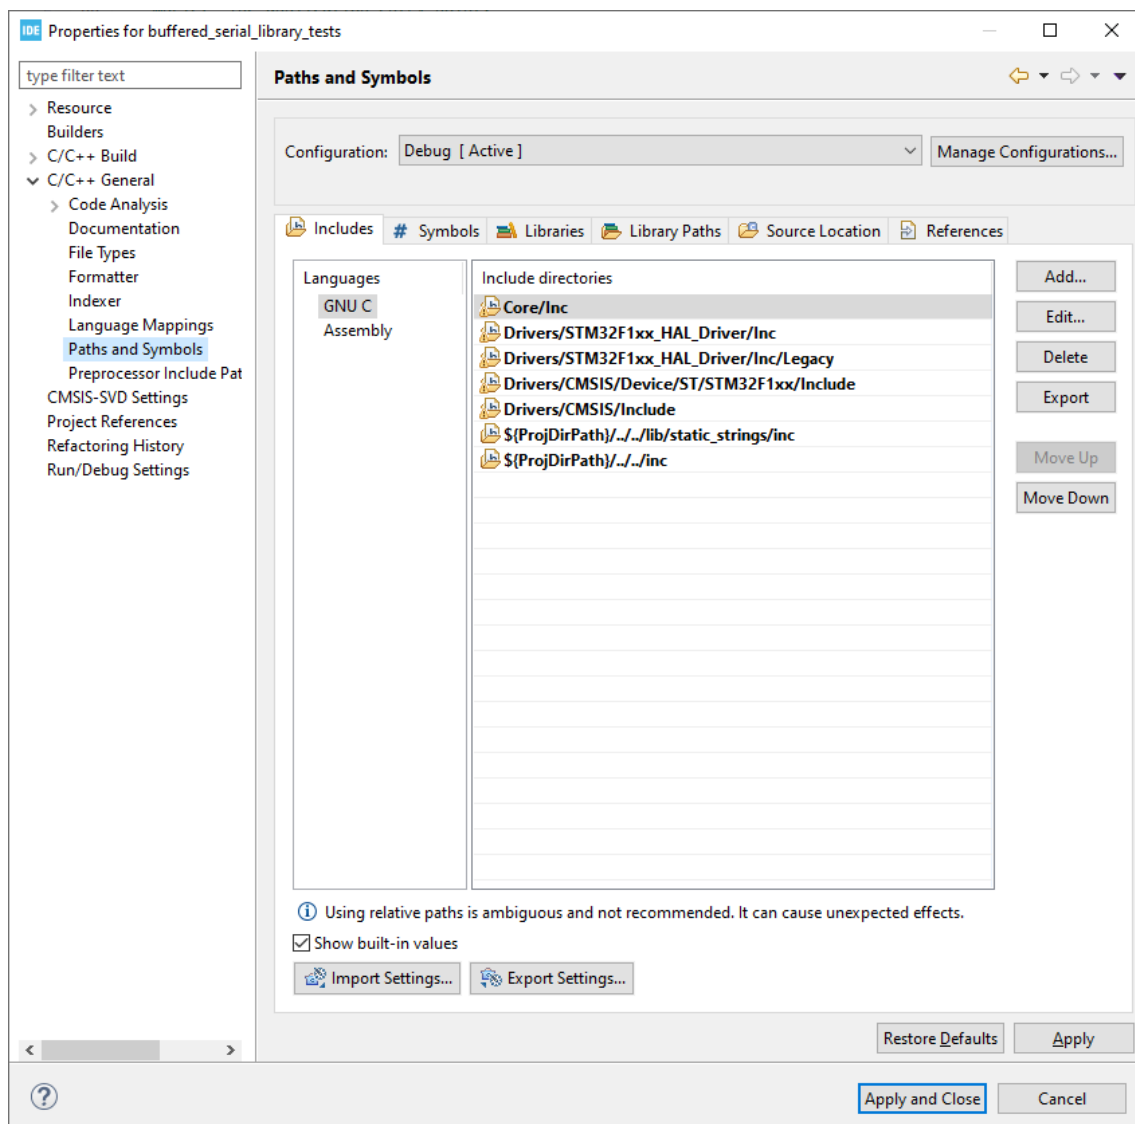 IDE Properties for buffered_serial_library_tests
type filter text
Resource
Builders
C/C++ Build
C/C++ General
Code Analysis
Documentation
File Types
Formatter
Indexer
Language Mappings
Paths and Symbols
Preprocessor Include Pat
CMSIS-SVD Settings
Project References
Refactoring History
Run/Debug Settings
Paths and Symbols
Configuration: Debug [ Active ] Manage Configurations...
Includes # Symbols Libraries Library Paths Source Location References
Languages
GNU C
Assembly
Include directories
Core/Inc
Drivers/STM32F1xx_HAL_Driver/Inc
Drivers/STM32F1xx_HAL_Driver/Inc/Legacy
Drivers/CMSIS/Device/ST/STM32F1xx/Include
Drivers/CMSIS/Include
${ProjDirPath}/../../lib/static_strings/inc
${ProjDirPath}/../../inc
Add...
Edit...
Delete
Export
Move Up
Move Down
Using relative paths is ambiguous and not recommended. It can cause unexpected effects.
Show built-in values
Import Settings... Export Settings...
Restore Defaults Apply
? Apply and Close Cancel